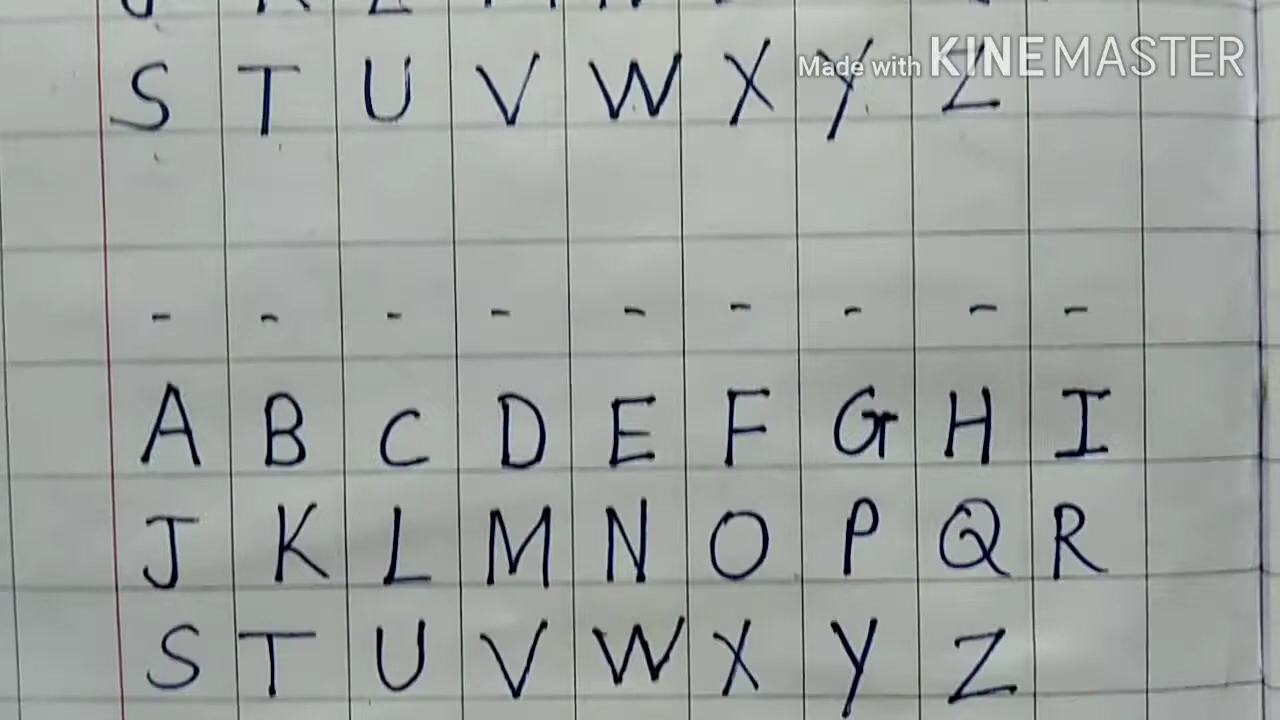 S T U V W X Y Z
Made with KINEMASTER
- - - - - - - - -
A B C D E F G H I
J K L M N O P Q R
S T U V W X Y Z